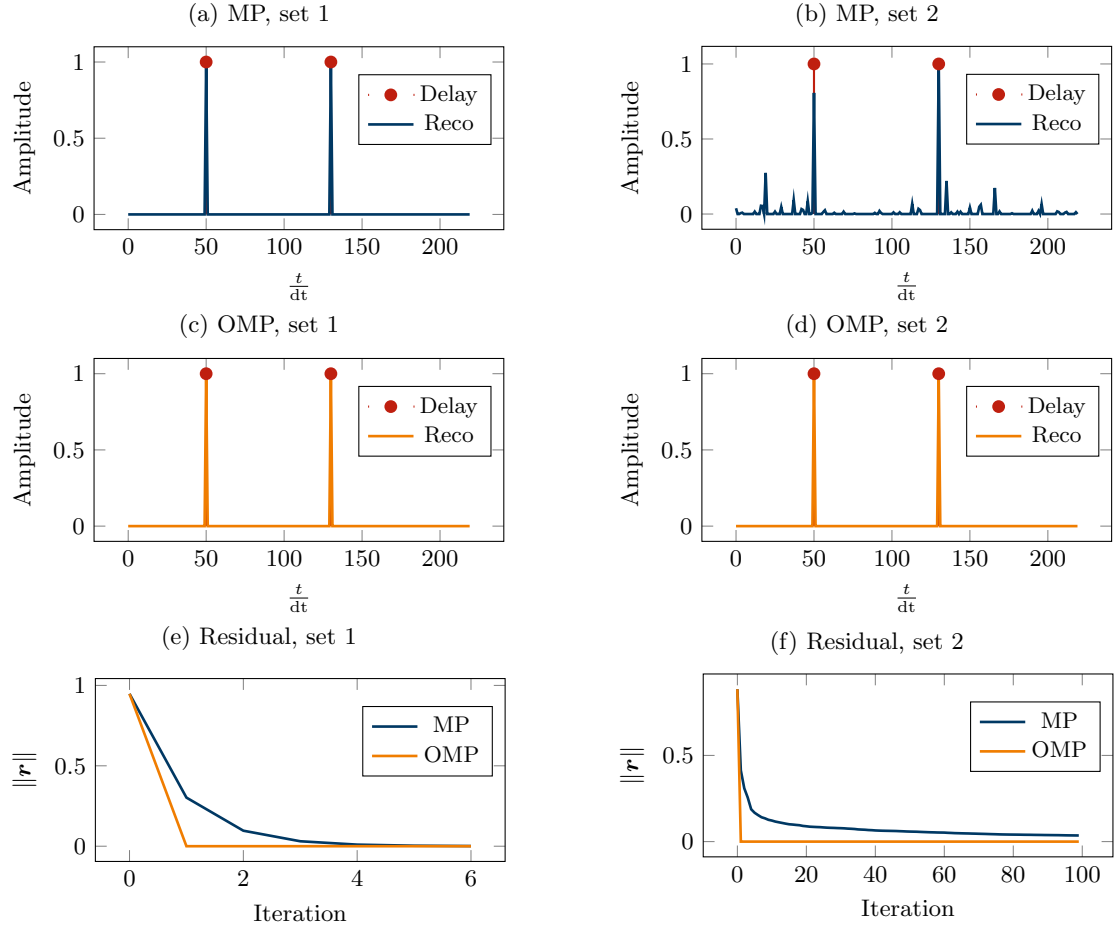 (a) MP, set 1
Amplitude
1
0.5
0
Delay
Reco
0 50 100 150 200
t
dt
(b) MP, set 2
Amplitude
1
0.5
0
Delay
Reco
0 50 100 150 200
t
dt
(c) OMP, set 1
Amplitude
1
0.5
0
Delay
Reco
0 50 100 150 200
t
dt
(d) OMP, set 2
Amplitude
1
0.5
0
Delay
Reco
0 50 100 150 200
t
dt
(e) Residual, set 1
||r||
1
0.5
0
MP
OMP
0 2 4 6
Iteration
(f) Residual, set 2
||r||
0.5
0
MP
OMP
0 20 40 60 80 100
Iteration